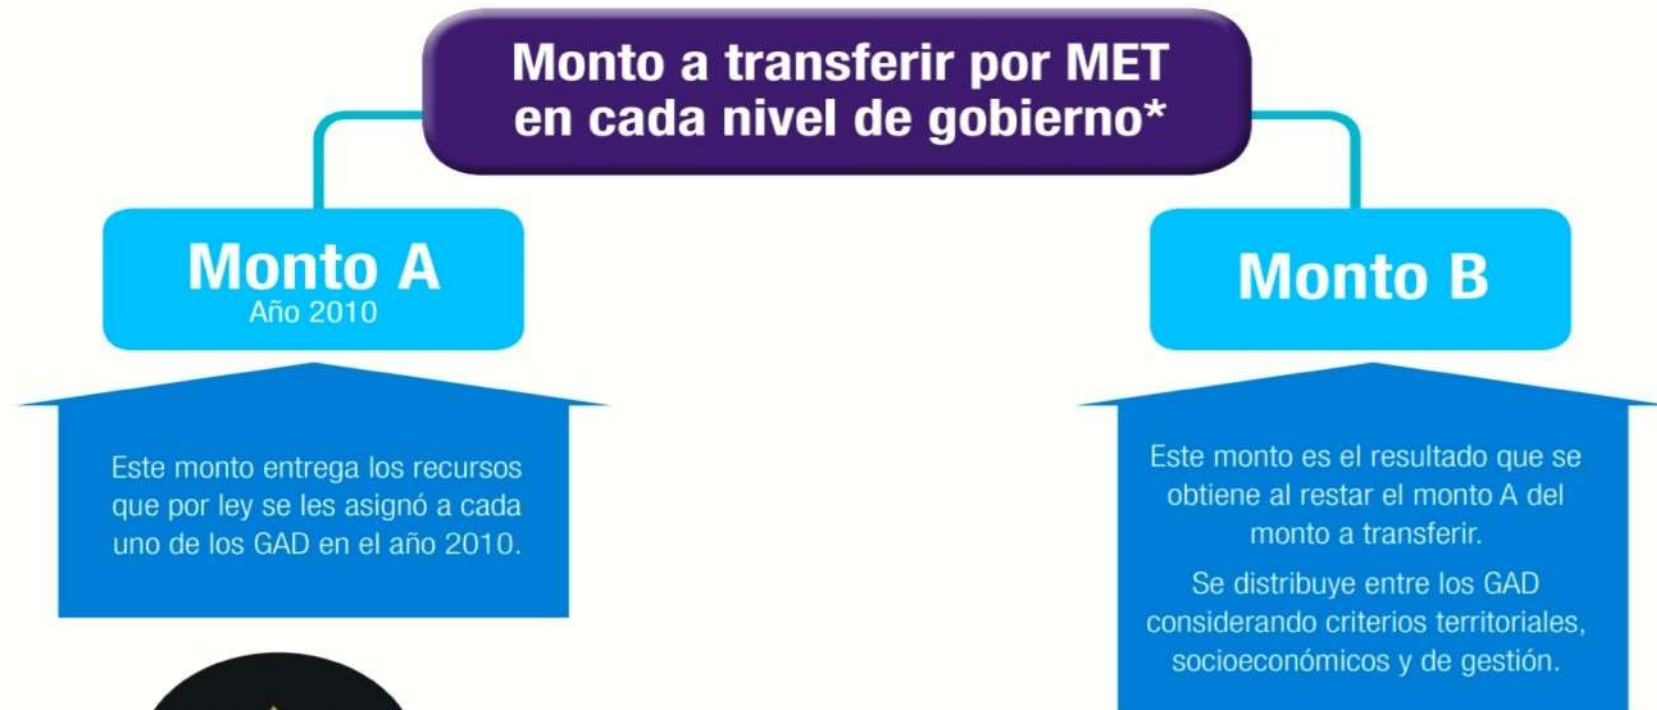 Monto a transferir por MET
en cada nivel de gobierno*
Monto A
Año 2010
Este monto entrega los recursos
que por ley se les asignó a cada
uno de los GAD en el año 2010.
Monto B
Este monto es el resultado que se
obtiene al restar el monto A del
monto a transferir.
Se distribuye entre los GAD
considerando criterios territoriales,
socioeconómicos y de gestión.